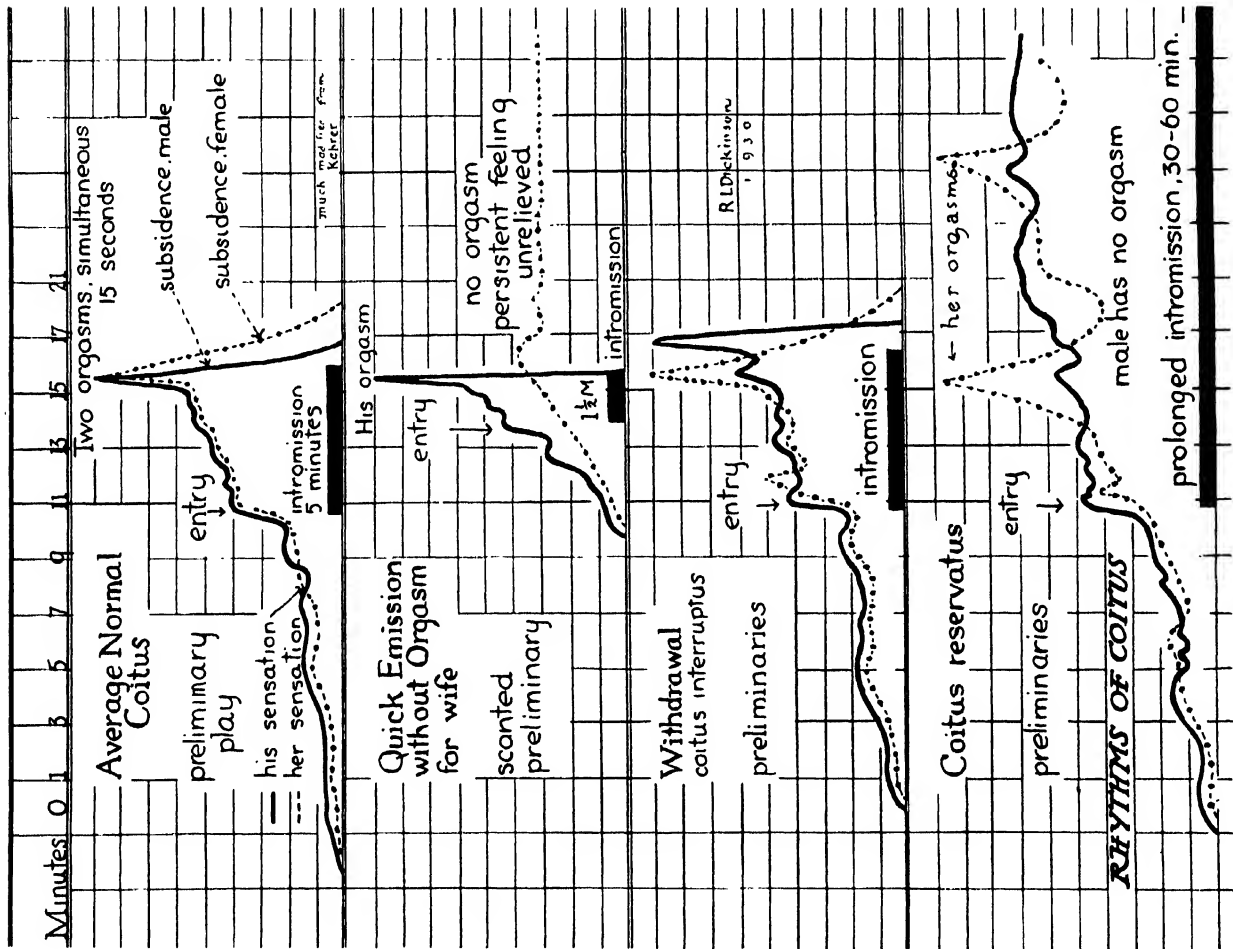 Minutes 0 1 3 5 7 9 11 13 15 17 21
Average Normal
Coitus
prelimimary
play
his sensation
her sensation
entry
intromission
5 minutes
Two orgasms, simultaneous
15 seconds
subsidence.male
subsidence.female
much from
Kehrer
Quick Emission
without Orgasm
for wife
scanted
preliminary
entry
His orgasm
1½ M
intromission
no orgasm
persistent feeling
unrelieved
Withdrawal
coitus interruptus
preliminaries
entry
intromission
RLDickinson
1930
Coitus reservatus
preliminaries
entry
her orgasms
male has no orgasm
prolonged intromission, 30-60 min.
RHYTHMS OF COITUS